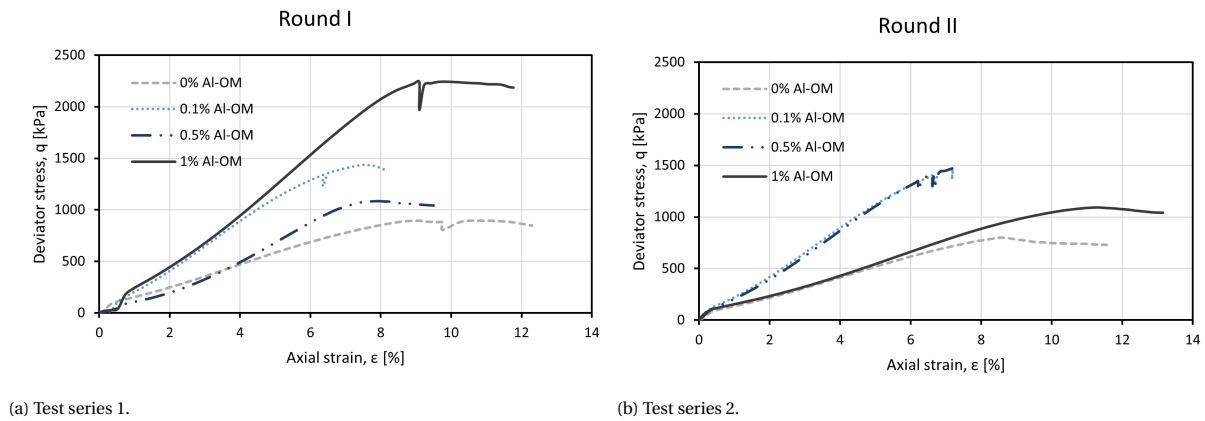 Round I
2500
2000
1500
1000
500
0
0% Al-OM
0.1% Al-OM
0.5% Al-OM
1% Al-OM
Deviator stress, q [kPa]
0 2 4 6 8 10 12 14
Axial strain, ε [%]
(a) Test series 1.
Round II
2500
2000
1500
1000
500
0
0% Al-OM
0.1% Al-OM
0.5% Al-OM
1% Al-OM
Deviator stress, q [kPa]
0 2 4 6 8 10 12 14
Axial strain, ε [%]
(b) Test series 2.